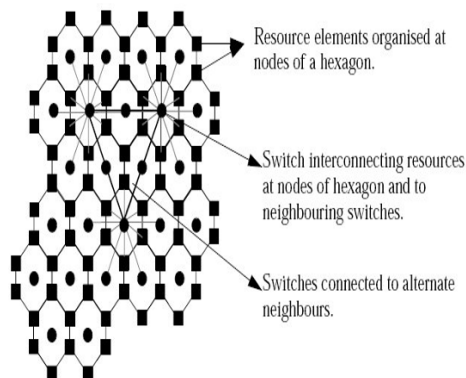 Resource elements organised at
nodes of a hexagon.
Switch interconnecting resources
at nodes of hexagon and to
neighbouring switches.
Switches connected to alternate
neighbours.